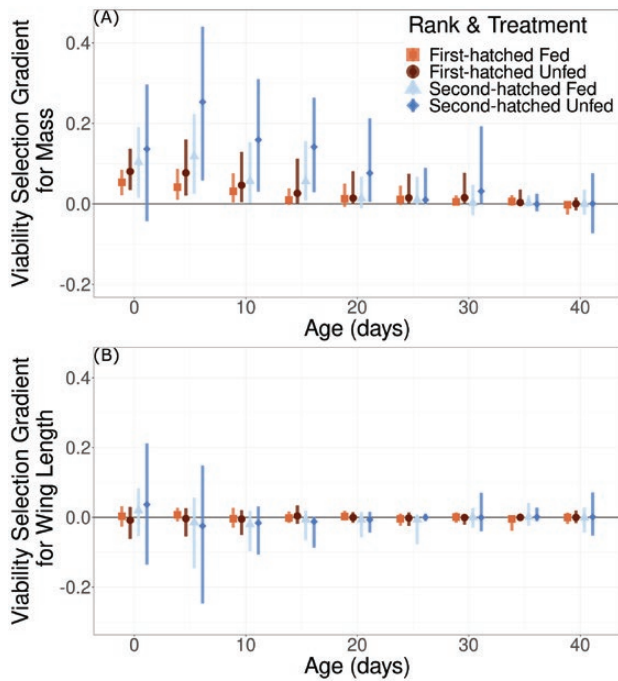 (A)
Rank & Treatment
First-hatched Fed
First-hatched Unfed
Second-hatched Fed
Second-hatched Unfed
Viability Selection Gradient
for Mass
0.4
0.2
0.0
-0.2
0 10 20 30 40
Age (days)
(B)
Viability Selection Gradient
for Wing Length
0.4
0.2
0.0
-0.2
0 10 20 30 40
Age (days)